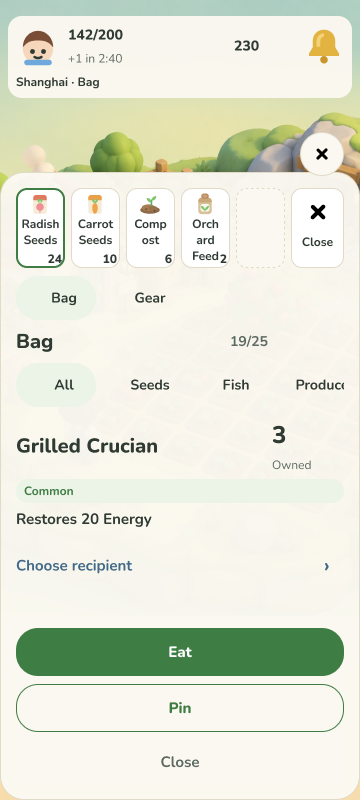 142/200
230
+1 in 2:40
Shanghai · Bag
Radish
Seeds
24
Carrot
Seeds
10
Comp
ost
6
Orch
ard
Feed
2
Close
Bag
Gear
Bag
19/25
All
Seeds
Fish
Produce
Grilled Crucian
3
Owned
Common
Restores 20 Energy
Choose recipient
Eat
Pin
Close